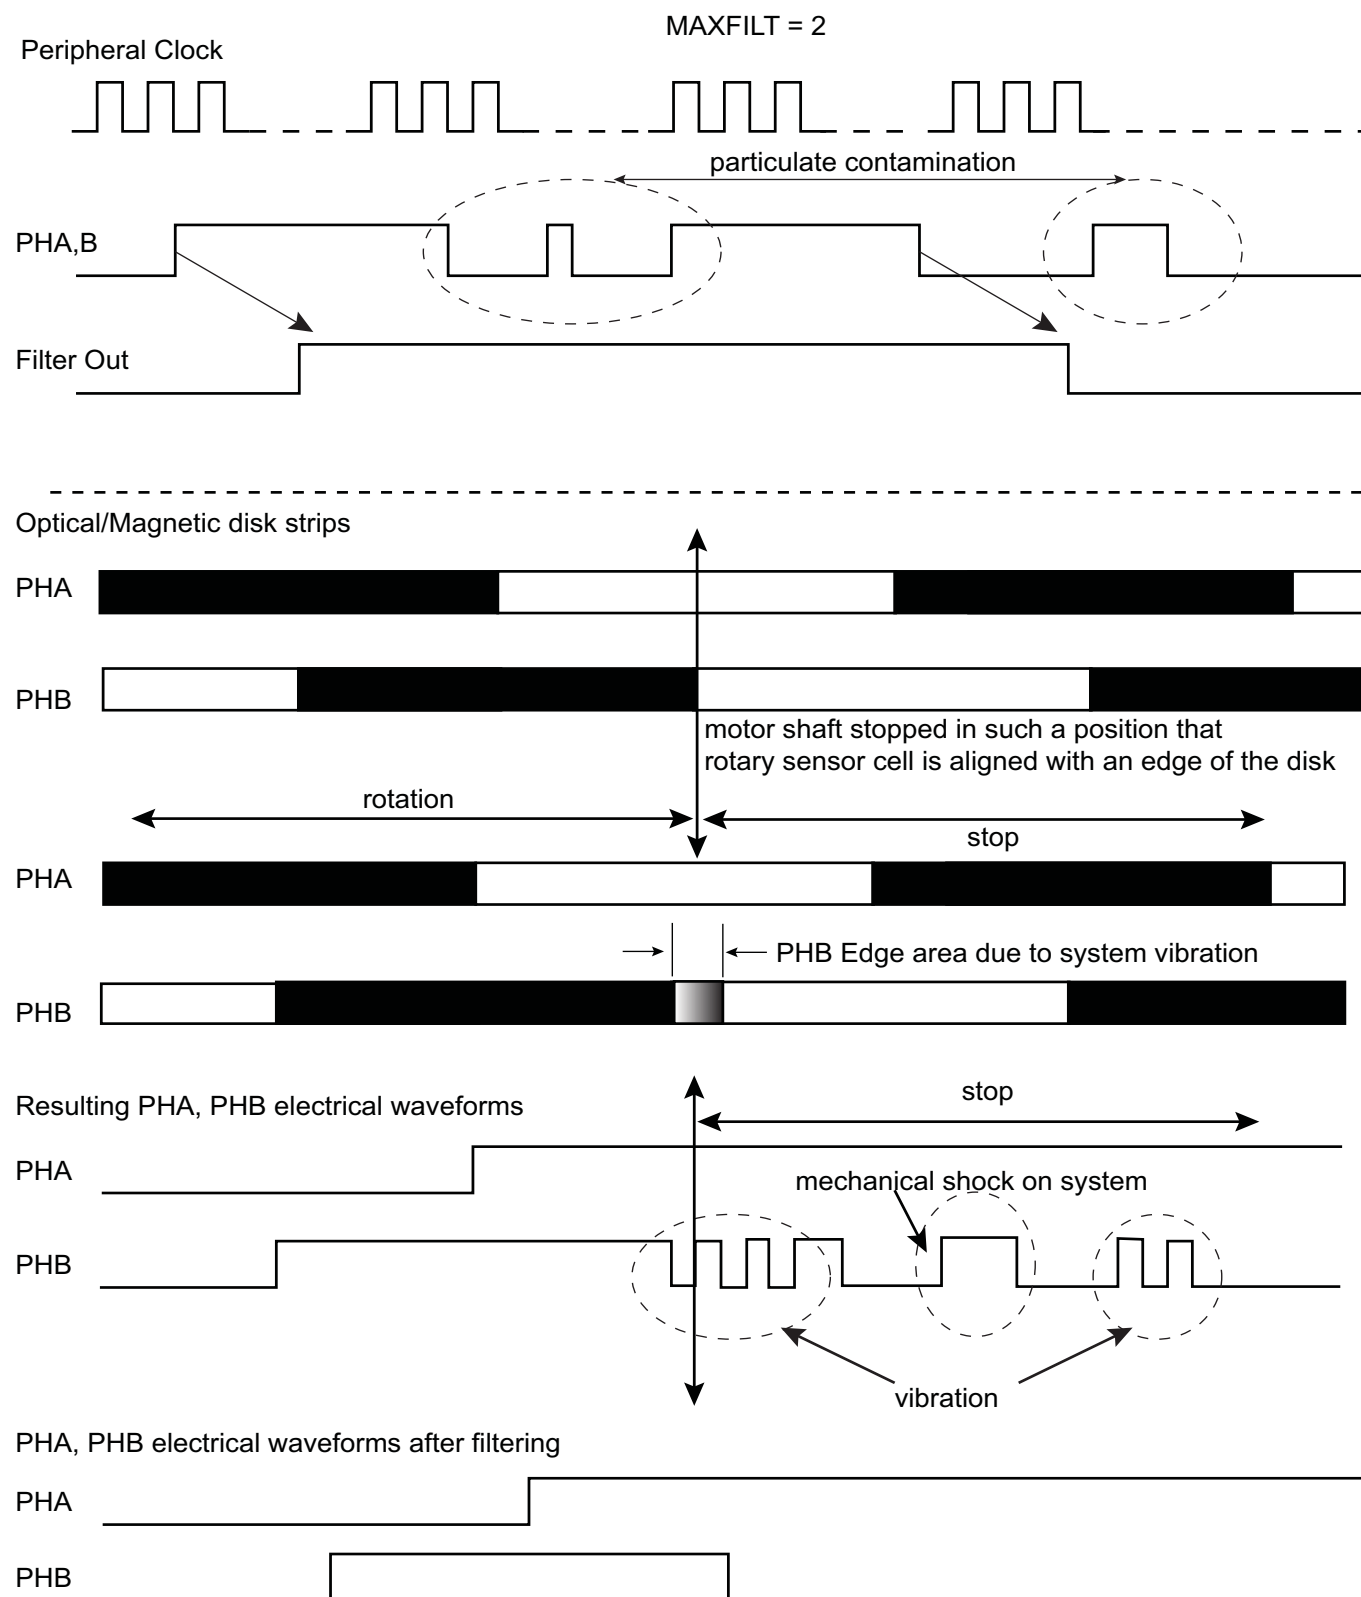 MAXFILT = 2
Peripheral Clock
particulate contamination
PHA,B
Filter Out
Optical/Magnetic disk strips
PHA
PHB
motor shaft stopped in such a position that
rotary sensor cell is aligned with an edge of the disk
rotation
stop
PHA
PHB Edge area due to system vibration
PHB
stop
Resulting PHA, PHB electrical waveforms
PHA
mechanical shock on system
PHB
vibration
PHA, PHB electrical waveforms after filtering
PHA
PHB